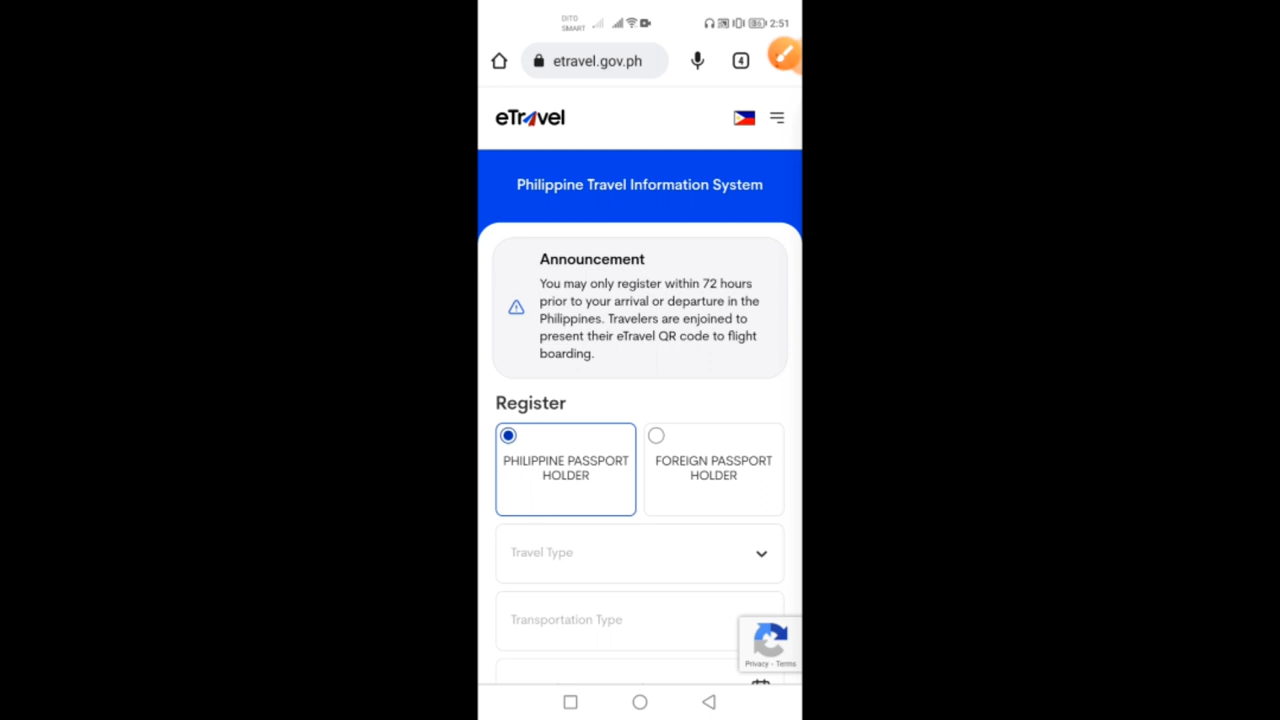 DITO
SMART
86
2:51
etravel.gov.ph
4
eTravel
Philippine Travel Information System
Announcement
You may only register within 72 hours
prior to your arrival or departure in the
Philippines. Travelers are enjoined to
present their eTravel QR code to flight
boarding.
Register
PHILIPPINE PASSPORT
HOLDER
FOREIGN PASSPORT
HOLDER
Travel Type
Transportation Type
Privacy - Terms